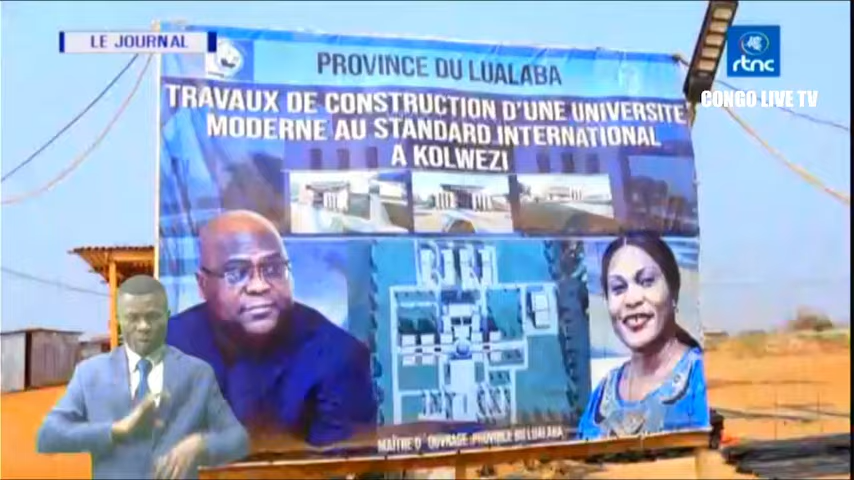 LE JOURNAL
rtnc
CONGO LIVE TV
PROVINCE DU LUALABA
TRAVAUX DE CONSTRUCTION D'UNE UNIVERSITE
MODERNE AU STANDARD INTERNATIONAL
A KOLWEZI
MAÎTRE D'OUVRAGE: PROVINCE DU LUALABA